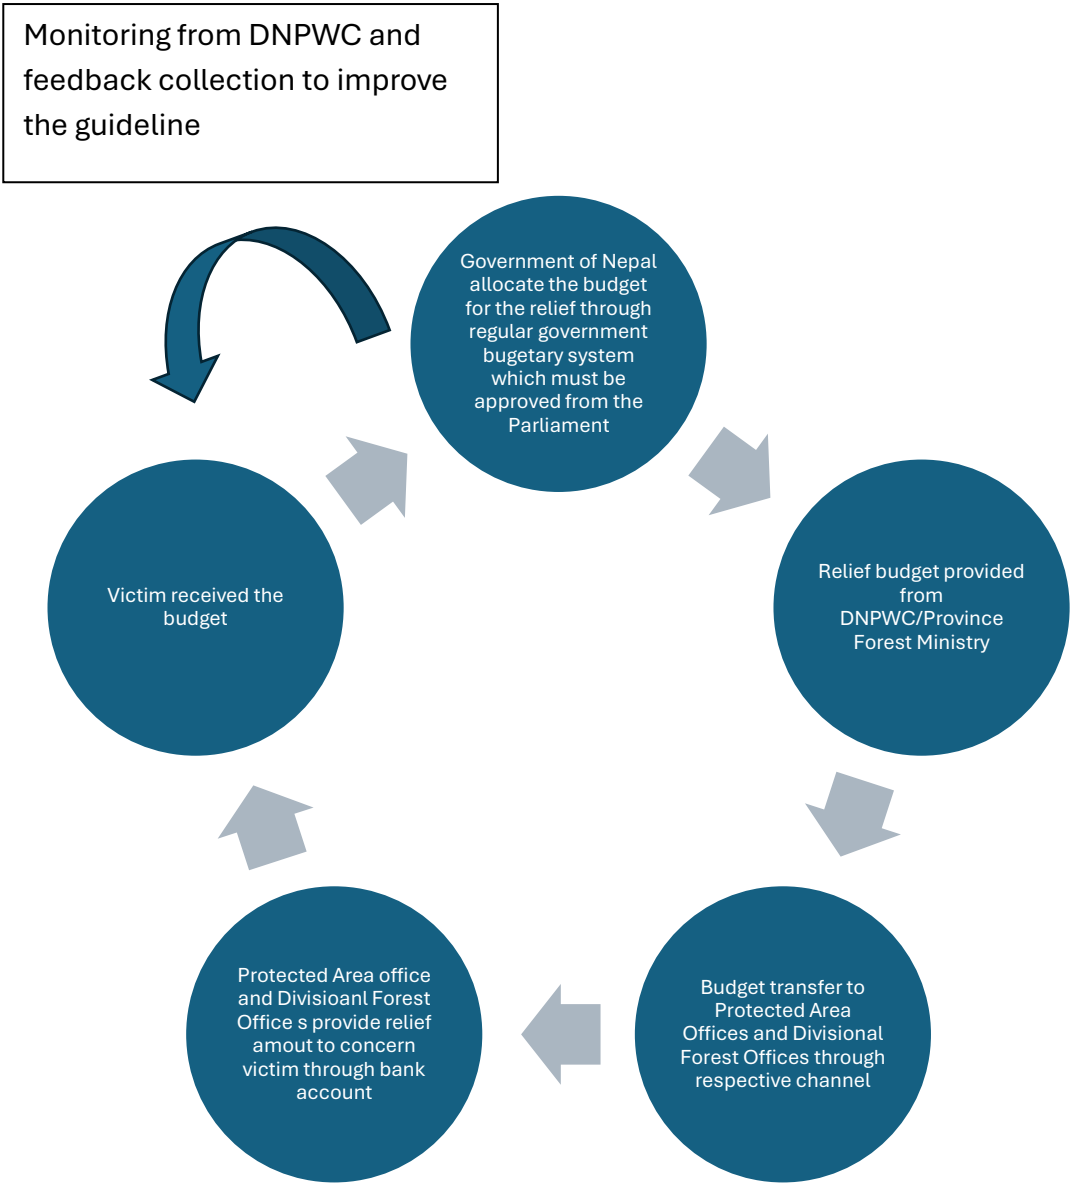 Monitoring from DNPWC and
feedback collection to improve
the guideline
Government of Nepal
allocate the budget
for the relief through
regular government
bugetary system
which must be
approved from the
Parliament
Relief budget provided
from
DNPWC/Province
Forest Ministry
Budget transfer to
Protected Area
Offices and Divisional
Forest Offices through
respective channel
Protected Area office
and Divisioanl Forest
Office s provide relief
amout to concern
victim through bank
account
Victim received the
budget